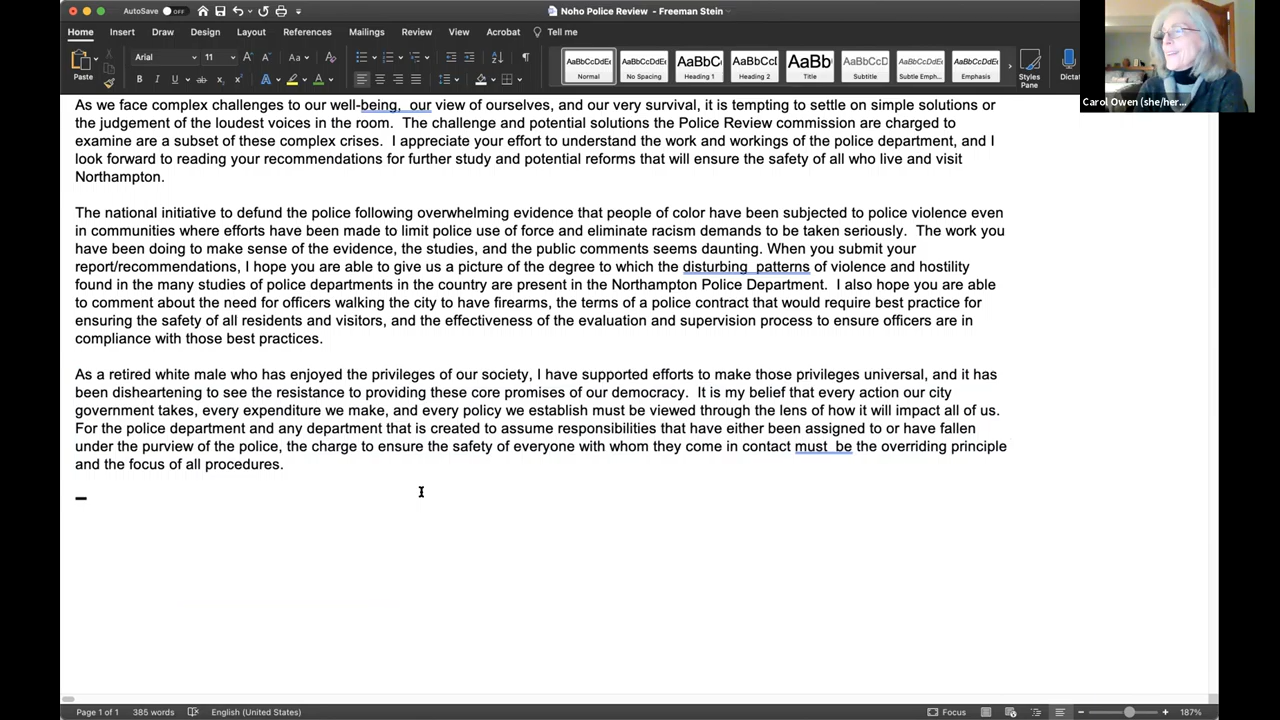 AutoSave OFF
Noho Police Review - Freeman Stein
Home Insert Draw Design Layout References Mailings Review View Acrobat Tell me
Paste
Arial 11
AaBbCcDdEe AaBbCcDdEe AaBbC AaBbCcD AaBb AaBbCcD AaBbCcDdEe AaBbCcDdEe
Normal No Spacing Heading 1 Heading 2 Title Subtitle Subtle Emph... Emphasis
Styles Pane
Dictat
Carol Owen (she/her...
As we face complex challenges to our well-being,  our view of ourselves, and our very survival, it is tempting to settle on simple solutions or
the judgement of the loudest voices in the room.  The challenge and potential solutions the Police Review commission are charged to
examine are a subset of these complex crises.  I appreciate your effort to understand the work and workings of the police department, and I
look forward to reading your recommendations for further study and potential reforms that will ensure the safety of all who live and visit
Northampton.
The national initiative to defund the police following overwhelming evidence that people of color have been subjected to police violence even
in communities where efforts have been made to limit police use of force and eliminate racism demands to be taken seriously.  The work you
have been doing to make sense of the evidence, the studies, and the public comments seems daunting. When you submit your
report/recommendations, I hope you are able to give us a picture of the degree to which the disturbing  patterns of violence and hostility
found in the many studies of police departments in the country are present in the Northampton Police Department.  I also hope you are able
to comment about the need for officers walking the city to have firearms, the terms of a police contract that would require best practice for
ensuring the safety of all residents and visitors, and the effectiveness of the evaluation and supervision process to ensure officers are in
compliance with those best practices.
As a retired white male who has enjoyed the privileges of our society, I have supported efforts to make those privileges universal, and it has
been disheartening to see the resistance to providing these core promises of our democracy.  It is my belief that every action our city
government takes, every expenditure we make, and every policy we establish must be viewed through the lens of how it will impact all of us.
For the police department and any department that is created to assume responsibilities that have either been assigned to or have fallen
under the purview of the police, the charge to ensure the safety of everyone with whom they come in contact must  be the overriding principle
and the focus of all procedures.
Page 1 of 1 385 words English (United States) Focus 187%